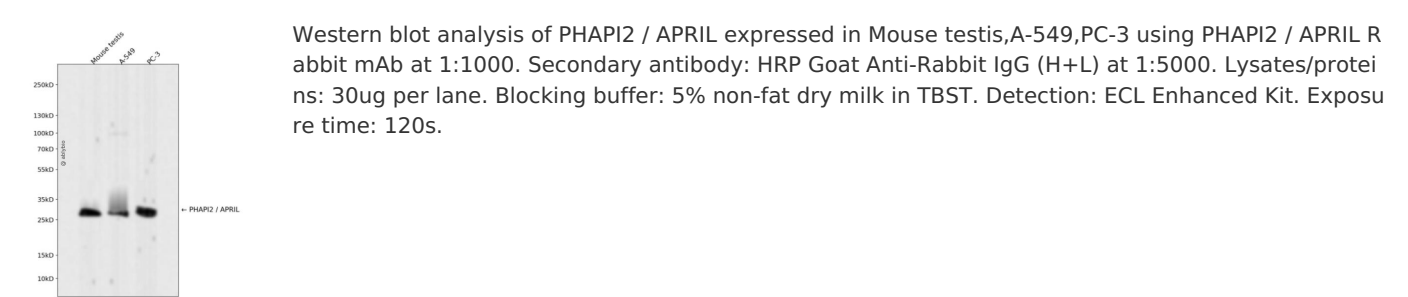 Mouse testis
A-549
PC-3
250kD
130kD
100kD
70kD
55kD
35kD
25kD
15kD
10kD
@ ablybio
← PHAPI2 / APRIL
Western blot analysis of PHAPI2 / APRIL expressed in Mouse testis,A-549,PC-3 using PHAPI2 / APRIL R
abbit mAb at 1:1000. Secondary antibody: HRP Goat Anti-Rabbit IgG (H+L) at 1:5000. Lysates/protei
ns: 30ug per lane. Blocking buffer: 5% non-fat dry milk in TBST. Detection: ECL Enhanced Kit. Exposu
re time: 120s.